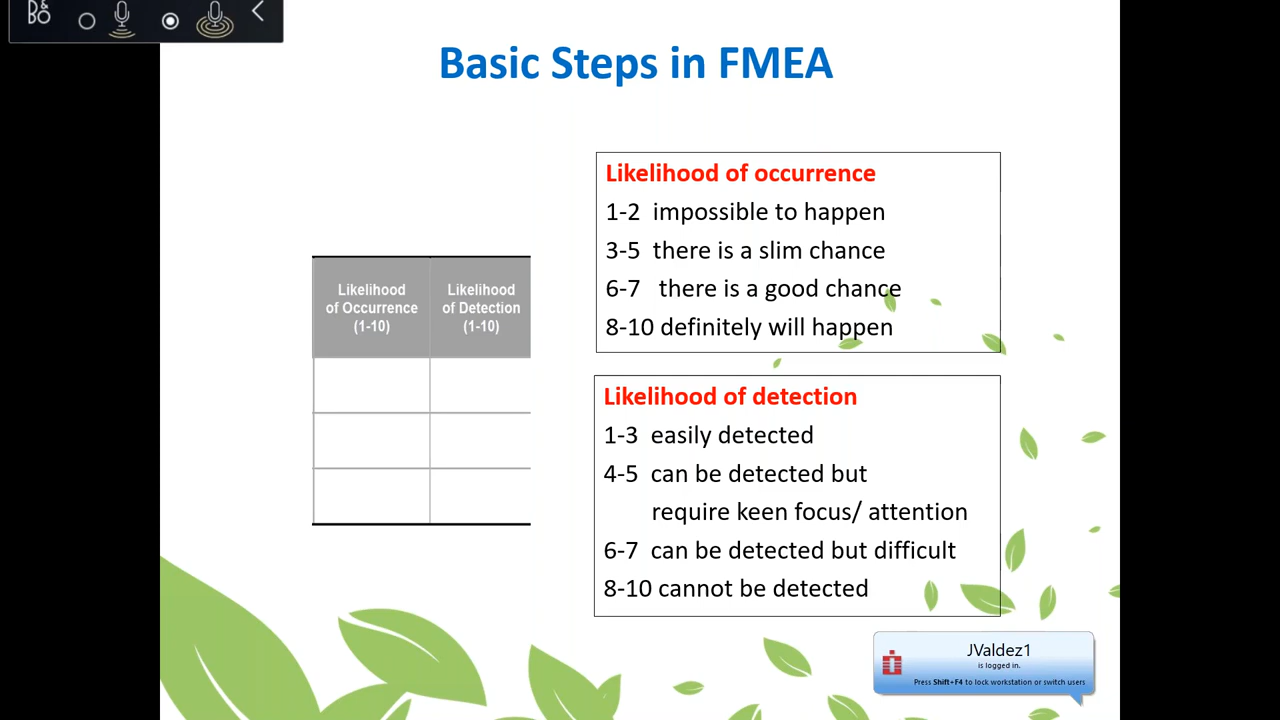 Basic Steps in FMEA
Likelihood of occurrence
1-2 impossible to happen
3-5 there is a slim chance
6-7 there is a good chance
8-10 definitely will happen
Likelihood
of Occurrence
(1-10)
Likelihood
of Detection
(1-10)
Likelihood of detection
1-3 easily detected
4-5 can be detected but
require keen focus/ attention
6-7 can be detected but difficult
8-10 cannot be detected
JValdez1
is logged in.
Press Shift+F4 to lock workstation or switch users